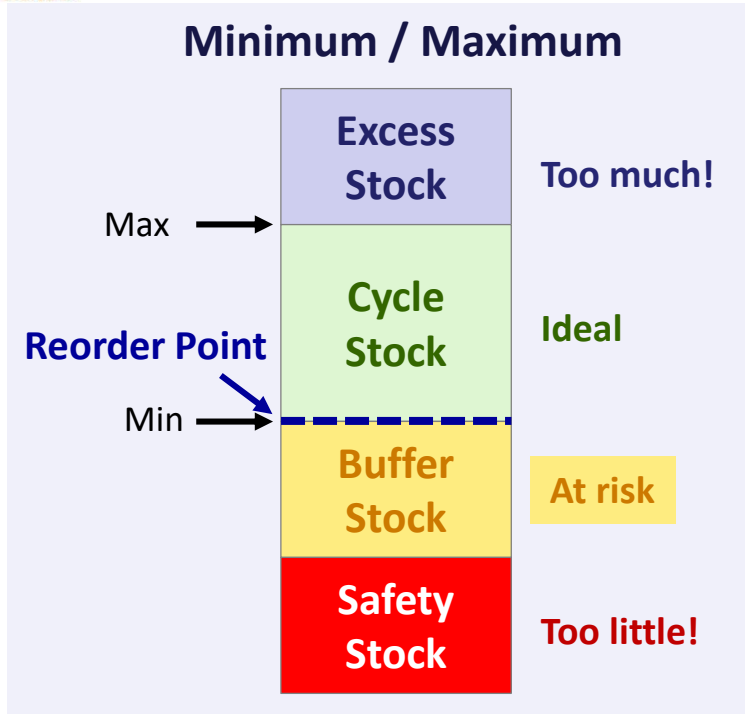 Minimum / Maximum
Excess
Stock
Too much!
Max
Cycle
Stock
Ideal
Reorder Point
Min
Buffer
Stock
At risk
Safety
Stock
Too little!